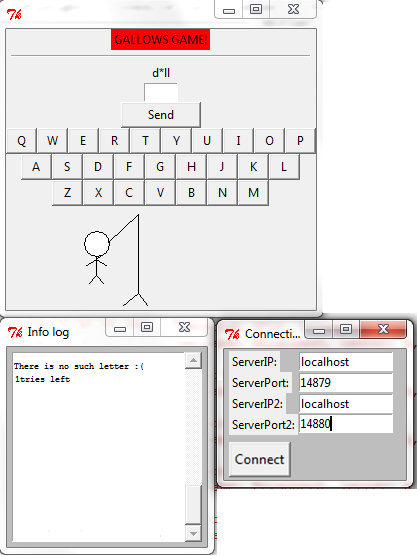 GALLOWS GAME!
d*ll
Send
Q W E R T Y U I O P
A S D F G H J K L
Z X C V B N M
Info log
There is no such letter :(
1tries left
Connecti...
ServerIP: localhost
ServerPort: 14879
ServerIP2: localhost
ServerPort2: 14880
Connect